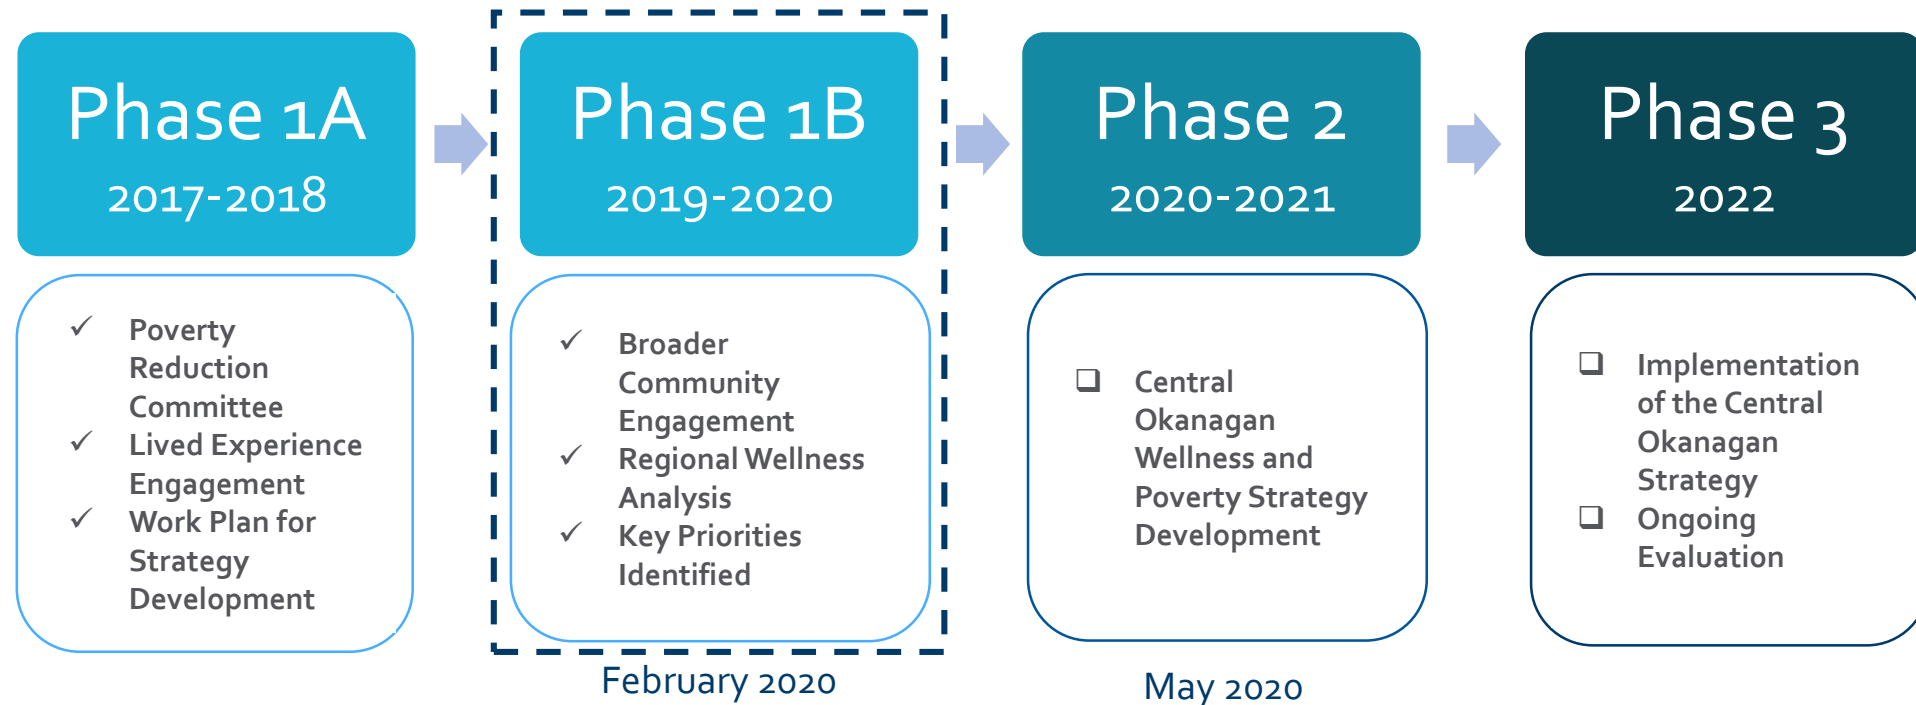 Phase 1A
2017-2018
Phase 1B
2019-2020
Phase 2
2020-2021
Phase 3
2022
✓ Poverty
Reduction
Committee
✓ Lived Experience
Engagement
✓ Work Plan for
Strategy
Development
✓ Broader
Community
Engagement
✓ Regional Wellness
Analysis
✓ Key Priorities
Identified
❑ Central
Okanagan
Wellness and
Poverty Strategy
Development
❑ Implementation
of the Central
Okanagan
Strategy
❑ Ongoing
Evaluation
February 2020
May 2020